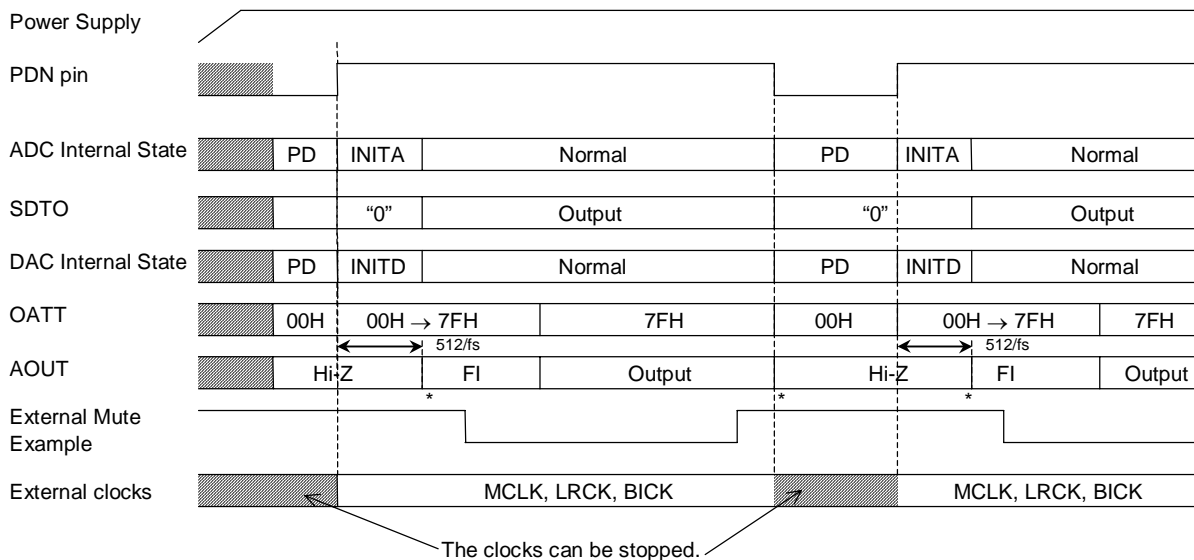 Power Supply
PDN pin
ADC Internal State PD INITA Normal PD INITA Normal
SDTO “0” Output “0” Output
DAC Internal State PD INITD Normal PD INITD Normal
OATT 00H 00H → 7FH 7FH 00H 00H → 7FH 7FH
512/fs 512/fs
AOUT Hi-Z FI Output Hi-Z FI Output
* * *
External Mute
Example
External clocks MCLK, LRCK, BICK MCLK, LRCK, BICK
The clocks can be stopped.